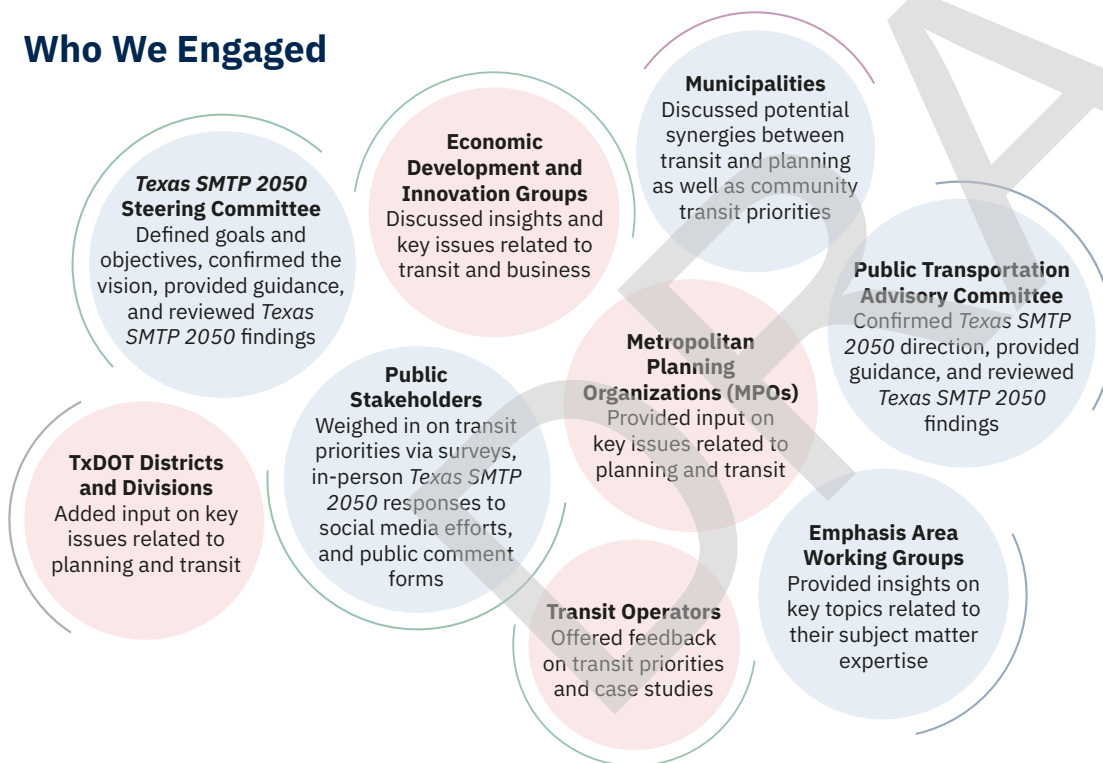 Who We Engaged
Texas SMTP 2050
Steering Committee
Defined goals and
objectives, confirmed the
vision, provided guidance,
and reviewed Texas
SMTP 2050 findings
Economic
Development and
Innovation Groups
Discussed insights and
key issues related to
transit and business
Municipalities
Discussed potential
synergies between
transit and planning
as well as community
transit priorities
Public Transportation
Advisory Committee
Confirmed Texas SMTP
2050 direction, provided
guidance, and reviewed
Texas SMTP 2050
findings
Metropolitan
Planning
Organizations (MPOs)
Provided input on
key issues related to
planning and transit
Public
Stakeholders
Weighed in on transit
priorities via surveys,
in-person Texas SMTP
2050 responses to
social media efforts,
and public comment
forms
TxDOT Districts
and Divisions
Added input on key
issues related to
planning and transit
Emphasis Area
Working Groups
Provided insights on
key topics related to
their subject matter
expertise
Transit Operators
Offered feedback
on transit priorities
and case studies
DRA